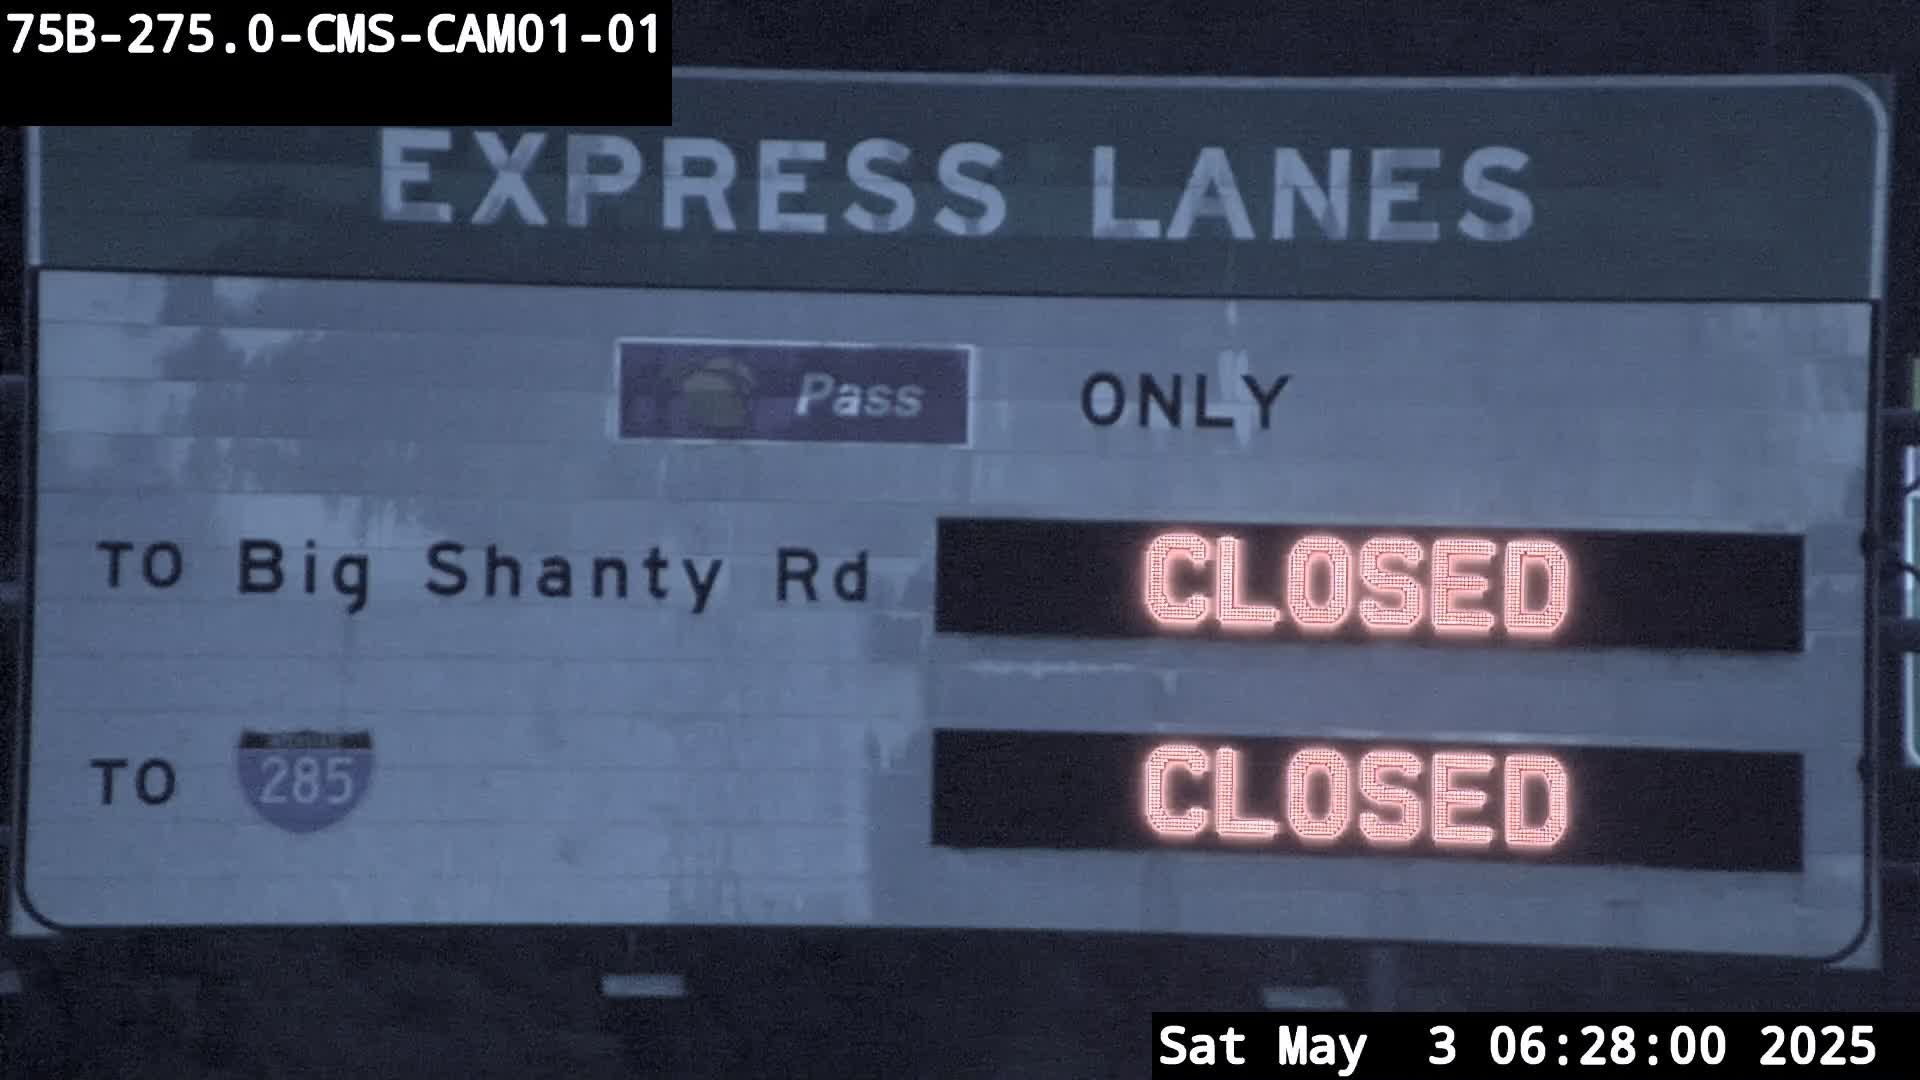 75B-275.0-CMS-CAM01-01
EXPRESS LANES
Pass ONLY
TO Big Shanty Rd CLOSED
TO 285 CLOSED
Sat May 3 06:28:00 2025